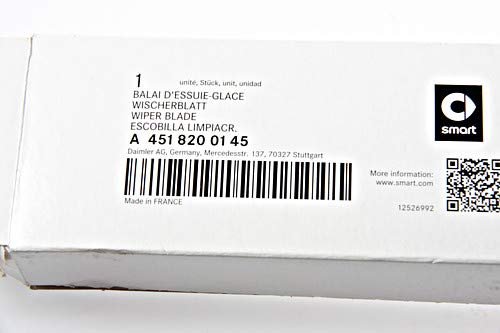 1 unité, Stück, unit, unidad
BALAI D'ESSUIE-GLACE
WISCHERBLATT
WIPER BLADE
ESCOBILLA LIMPIACR.
A 451 820 01 45
Daimler AG, Germany, Mercedesstr. 137, 70327 Stuttgart
Made in FRANCE
smart
More information:
www.smart.com
12526992